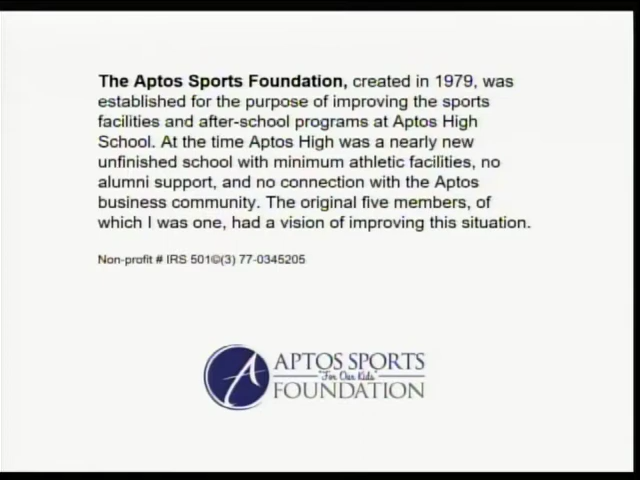 The Aptos Sports Foundation, created in 1979, was
established for the purpose of improving the sports
facilities and after-school programs at Aptos High
School. At the time Aptos High was a nearly new
unfinished school with minimum athletic facilities, no
alumni support, and no connection with the Aptos
business community. The original five members, of
which I was one, had a vision of improving this situation.
Non-profit # IRS 501©(3) 77-0345205
A
APTOS SPORTS
"For Our Kids"
FOUNDATION